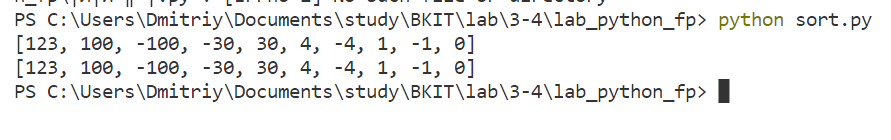 PS C:\Users\Dmitriy\Documents\study\BKIT\lab\3-4\lab_python_fp> python sort.py
[123, 100, -100, -30, 30, 4, -4, 1, -1, 0]
[123, 100, -100, -30, 30, 4, -4, 1, -1, 0]
PS C:\Users\Dmitriy\Documents\study\BKIT\lab\3-4\lab_python_fp>